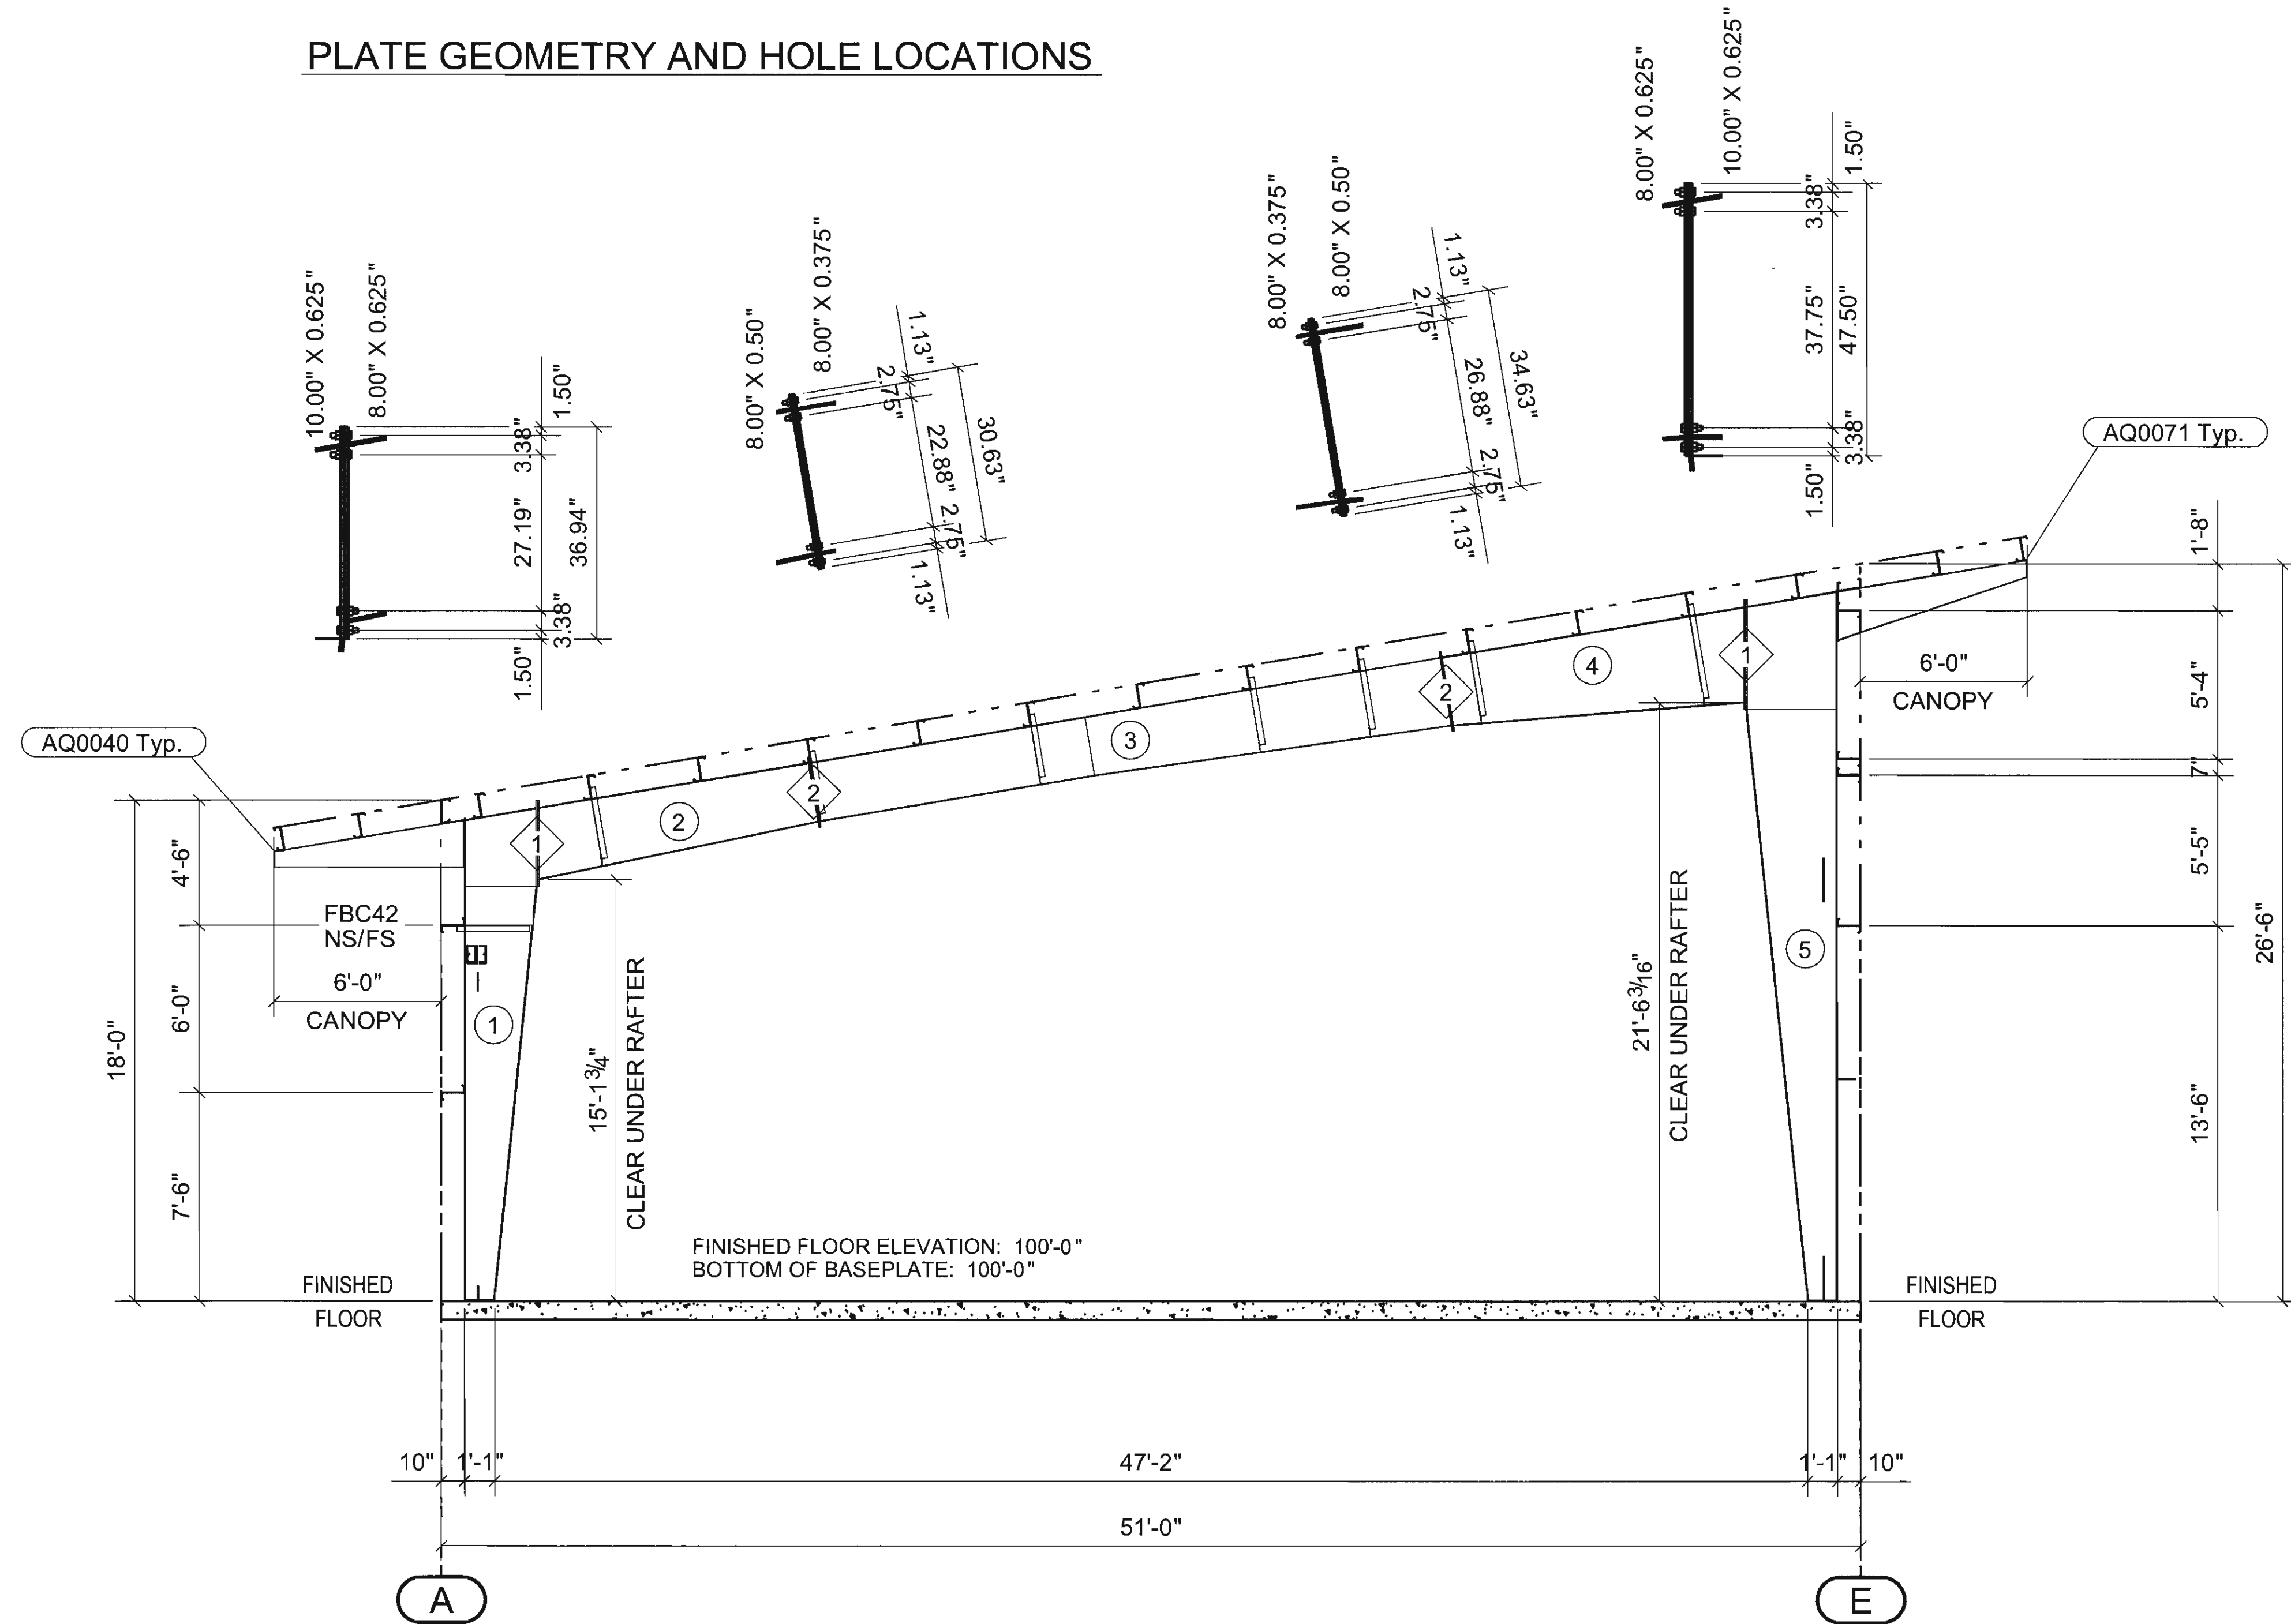 PLATE GEOMETRY AND HOLE LOCATIONS
10.00" X 0.625"
8.00" X 0.625"
1.50"
3.38"
27.19"
36.94"
3.38"
1.50"
8.00" X 0.50"
8.00" X 0.375"
1.13"
2.75"
22.88"
30.63"
2.75"
1.13"
8.00" X 0.375"
8.00" X 0.50"
1.13"
2.75"
26.88"
34.63"
2.75"
1.13"
8.00" X 0.625"
10.00" X 0.625"
1.50"
3.38"
37.75"
47.50"
3.38"
1.50"
AQ0071 Typ.
AQ0040 Typ.
1'-8"
5'-4"
7"
5'-5"
13'-6"
26'-6"
6'-0"
CANOPY
4'-6"
6'-0"
7'-6"
18'-0"
FBC42
NS/FS
6'-0"
CANOPY
1
2
3
4
5
1
2
2
1
15'-1 3/4"
CLEAR UNDER RAFTER
21'-6 3/16"
CLEAR UNDER RAFTER
FINISHED FLOOR ELEVATION: 100'-0"
BOTTOM OF BASEPLATE: 100'-0"
FINISHED
FLOOR
FINISHED
FLOOR
10"
1'-1"
47'-2"
1'-1"
10"
51'-0"
A
E